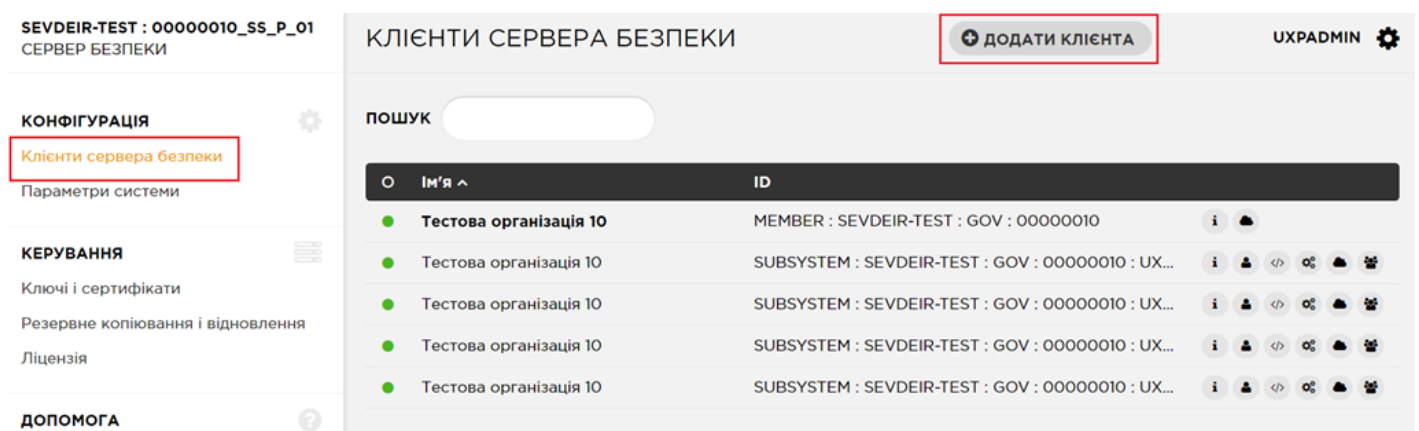 SEVDEIR-TEST : 00000010_SS_P_01
СЕРВЕР БЕЗПЕКИ
КЛІЄНТИ СЕРВЕРА БЕЗПЕКИ
ДОДАТИ КЛІЄНТА
UXPADMIN
КОНФІГУРАЦІЯ
Клієнти сервера безпеки
Параметри системи
КЕРУВАННЯ
Ключі і сертифікати
Резервне копіювання і відновлення
Ліцензія
ДОПОМОГА
ПОШУК
Ім'я ID
Тестова організація 10 MEMBER : SEVDEIR-TEST : GOV : 00000010
Тестова організація 10 SUBSYSTEM : SEVDEIR-TEST : GOV : 00000010 : UX...
Тестова організація 10 SUBSYSTEM : SEVDEIR-TEST : GOV : 00000010 : UX...
Тестова організація 10 SUBSYSTEM : SEVDEIR-TEST : GOV : 00000010 : UX...
Тестова організація 10 SUBSYSTEM : SEVDEIR-TEST : GOV : 00000010 : UX...